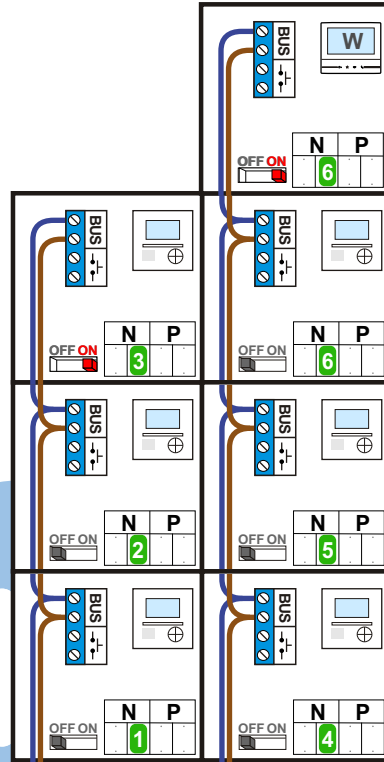 BUS
W
N P
OFF ON
6
BUS
N P
OFF ON
3
BUS
N P
OFF ON
6
BUS
N P
OFF ON
2
BUS
N P
OFF ON
5
BUS
N P
OFF ON
1
BUS
N P
OFF ON
4